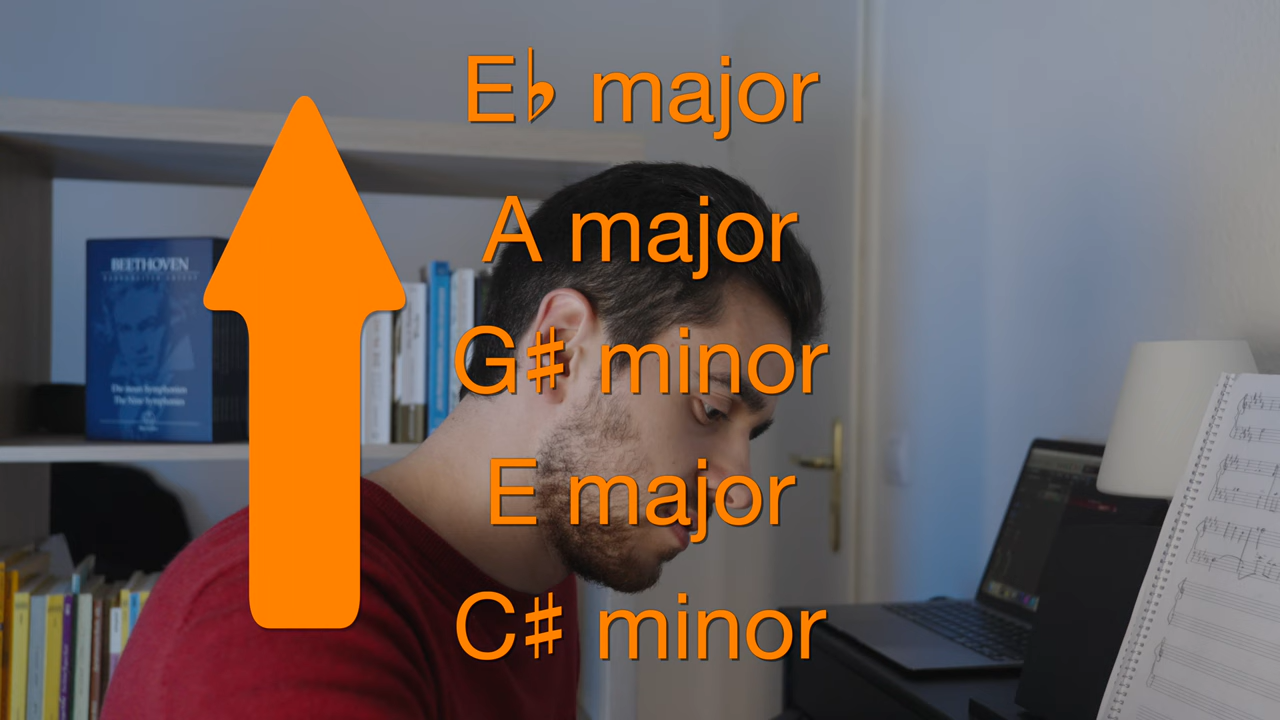 E♭ major
A major
G♯ minor
E major
C♯ minor
BEETHOVEN
Die neun Symphonien
The Nine Symphonies